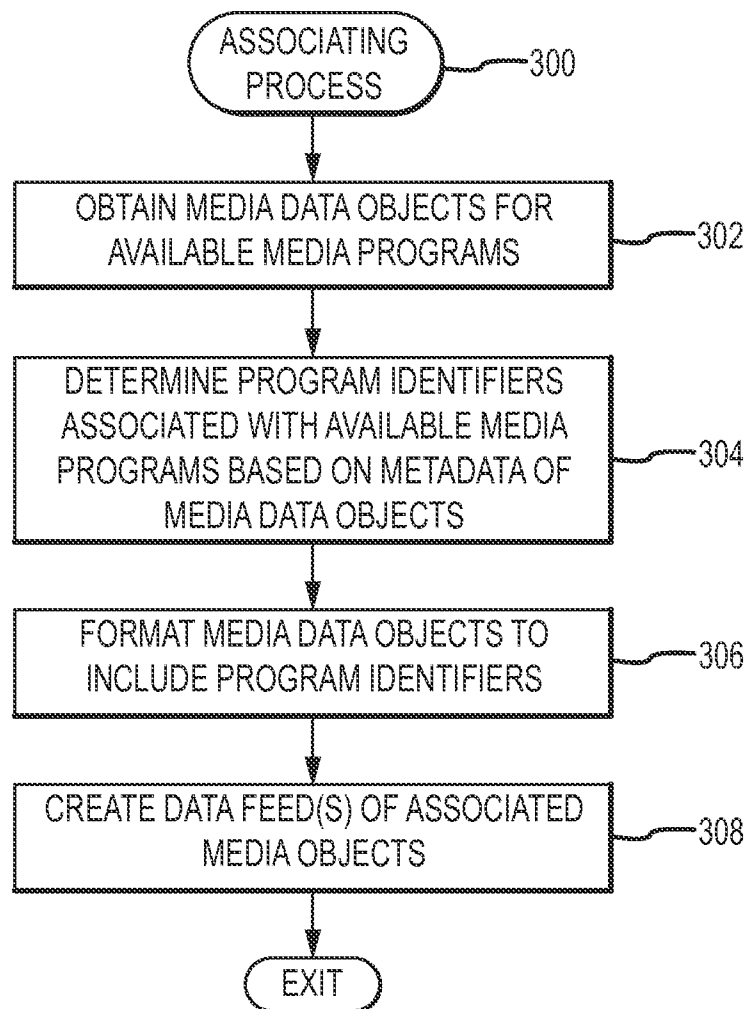 ASSOCIATING
PROCESS
300
OBTAIN MEDIA DATA OBJECTS FOR
AVAILABLE MEDIA PROGRAMS
302
DETERMINE PROGRAM IDENTIFIERS
ASSOCIATED WITH AVAILABLE MEDIA
PROGRAMS BASED ON METADATA OF
MEDIA DATA OBJECTS
304
FORMAT MEDIA DATA OBJECTS TO
INCLUDE PROGRAM IDENTIFIERS
306
CREATE DATA FEED(S) OF ASSOCIATED
MEDIA OBJECTS
308
EXIT